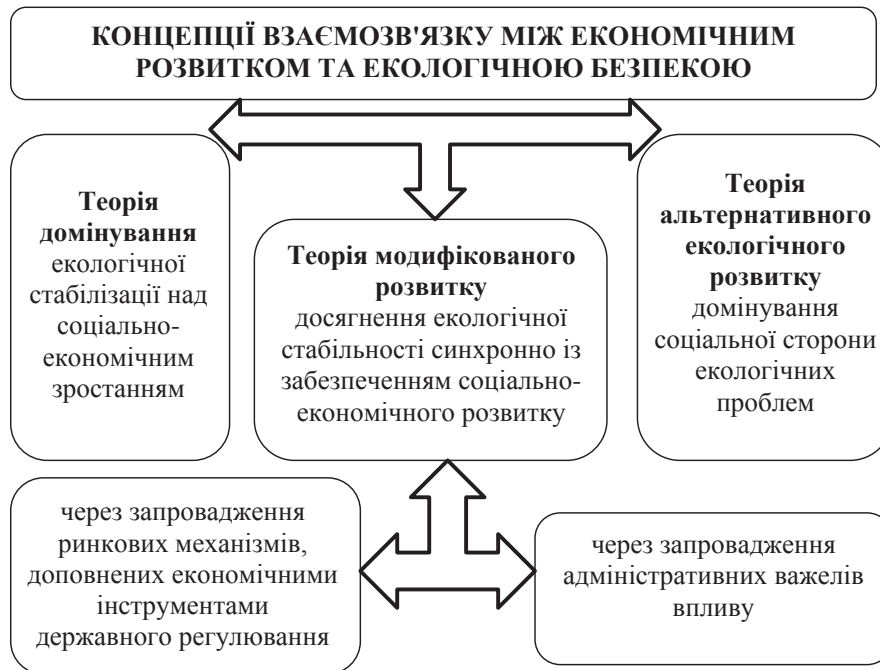 КОНЦЕПЦІЇ ВЗАЄМОЗВ'ЯЗКУ МІЖ ЕКОНОМІЧНИМ
РОЗВИТКОМ ТА ЕКОЛОГІЧНОЮ БЕЗПЕКОЮ
Теорія
домінування
екологічної
стабілізації над
соціально-
економічним
зростанням
Теорія модифікованого
розвитку
досягнення екологічної
стабільності синхронно із
забезпеченням соціально-
економічного розвитку
Теорія
альтернативного
екологічного
розвитку
домінування
соціальної сторони
екологічних
проблем
через запровадження
ринкових механізмів,
доповнених економічними
інструментами
державного регулювання
через запровадження
адміністративних важелів
впливу